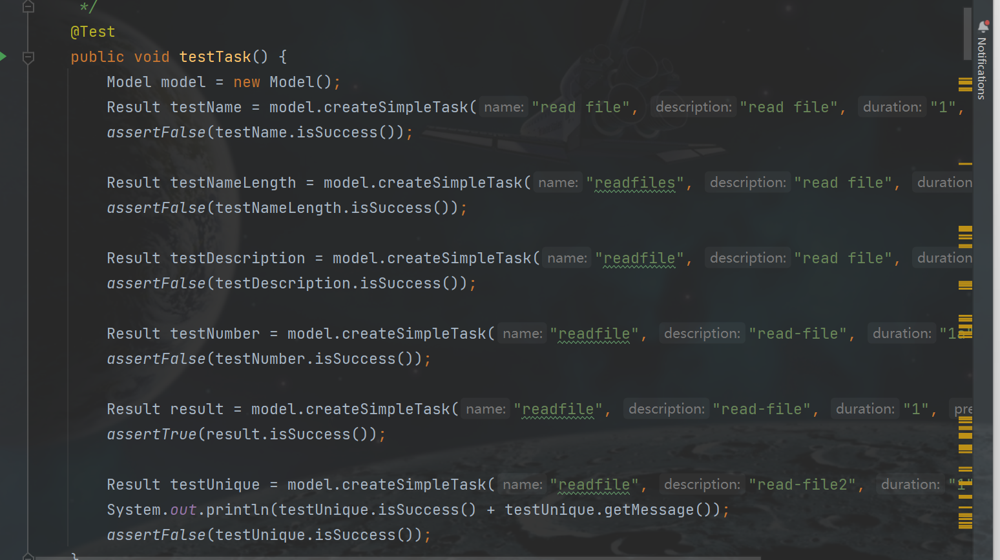 */
@Test
public void testTask() {
Model model = new Model();
Result testName = model.createSimpleTask( name: "read file", description: "read file", duration: "1",
assertFalse(testName.isSuccess());
Result testNameLength = model.createSimpleTask( name: "readfiles", description: "read file", duration
assertFalse(testNameLength.isSuccess());
Result testDescription = model.createSimpleTask( name: "readfile", description: "read file", duration
assertFalse(testDescription.isSuccess());
Result testNumber = model.createSimpleTask( name: "readfile", description: "read-file", duration: "1a"
assertFalse(testNumber.isSuccess());
Result result = model.createSimpleTask( name: "readfile", description: "read-file", duration: "1", pre
assertTrue(result.isSuccess());
Result testUnique = model.createSimpleTask( name: "readfile", description: "read-file2", duration: "1"
System.out.println(testUnique.isSuccess() + testUnique.getMessage());
assertFalse(testUnique.isSuccess());
}
Notifications